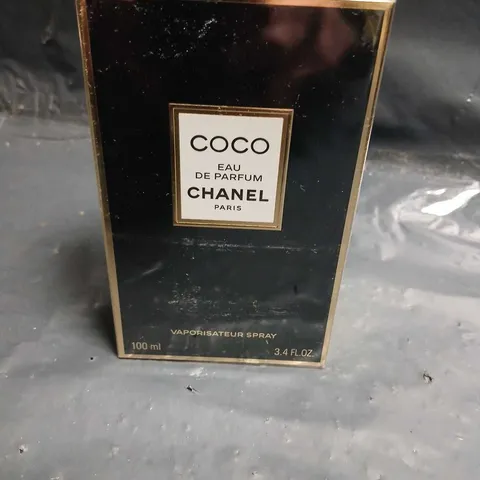 COCO
EAU
DE PARFUM
CHANEL
PARIS
VAPORISATEUR SPRAY
100 ml 3.4 FL.OZ.